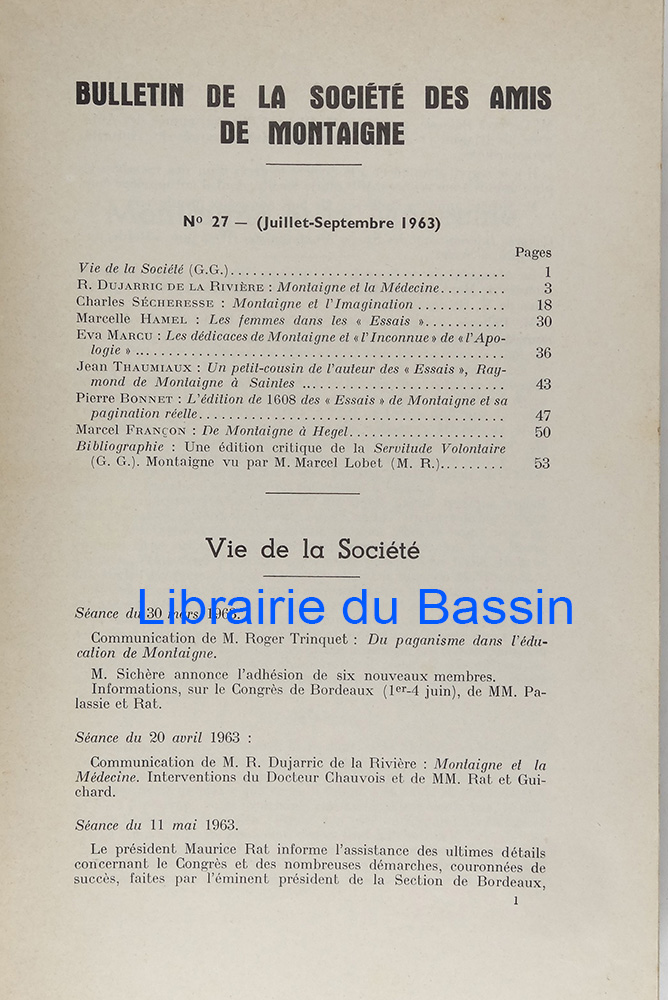 BULLETIN DE LA SOCIÉTÉ DES AMIS
DE MONTAIGNE
Nº 27 — (Juillet-Septembre 1963)
Pages
Vie de la Société (G.G.)..................................... 1
R. DUJARRIC DE LA RIVIÈRE : Montaigne et la Médecine......... 3
Charles SÉCHERESSE : Montaigne et l'Imagination ............ 18
Marcelle HAMEL : Les femmes dans les « Essais »........... 30
Eva MARCU : Les dédicaces de Montaigne et « l'Inconnue » de « l'Apo-
logie » .................................................. 36
Jean THAUMIAUX : Un petit-cousin de l'auteur des « Essais », Ray-
mond de Montaigne à Saintes ........................... 43
Pierre BONNET : L'édition de 1608 des « Essais » de Montaigne et sa
pagination réelle......................................... 47
Marcel FRANÇON : De Montaigne à Hegel..................... 50
Bibliographie : Une édition critique de la Servitude Volontaire
(G. G.). Montaigne vu par M. Marcel Lobet (M. R.)......... 53
Vie de la Société
Librairie du Bassin
Séance du 30 mars 1963.
Communication de M. Roger Trinquet : Du paganisme dans l'édu-
cation de Montaigne.
M. Sichère annonce l'adhésion de six nouveaux membres.
Informations, sur le Congrès de Bordeaux (1er-4 juin), de MM. Pa-
lassie et Rat.
Séance du 20 avril 1963 :
Communication de M. R. Dujarric de la Rivière : Montaigne et la
Médecine. Interventions du Docteur Chauvois et de MM. Rat et Gui-
chard.
Séance du 11 mai 1963.
Le président Maurice Rat informe l'assistance des ultimes détails
concernant le Congrès et des nombreuses démarches, couronnées de
succès, faites par l'éminent président de la Section de Bordeaux,
1